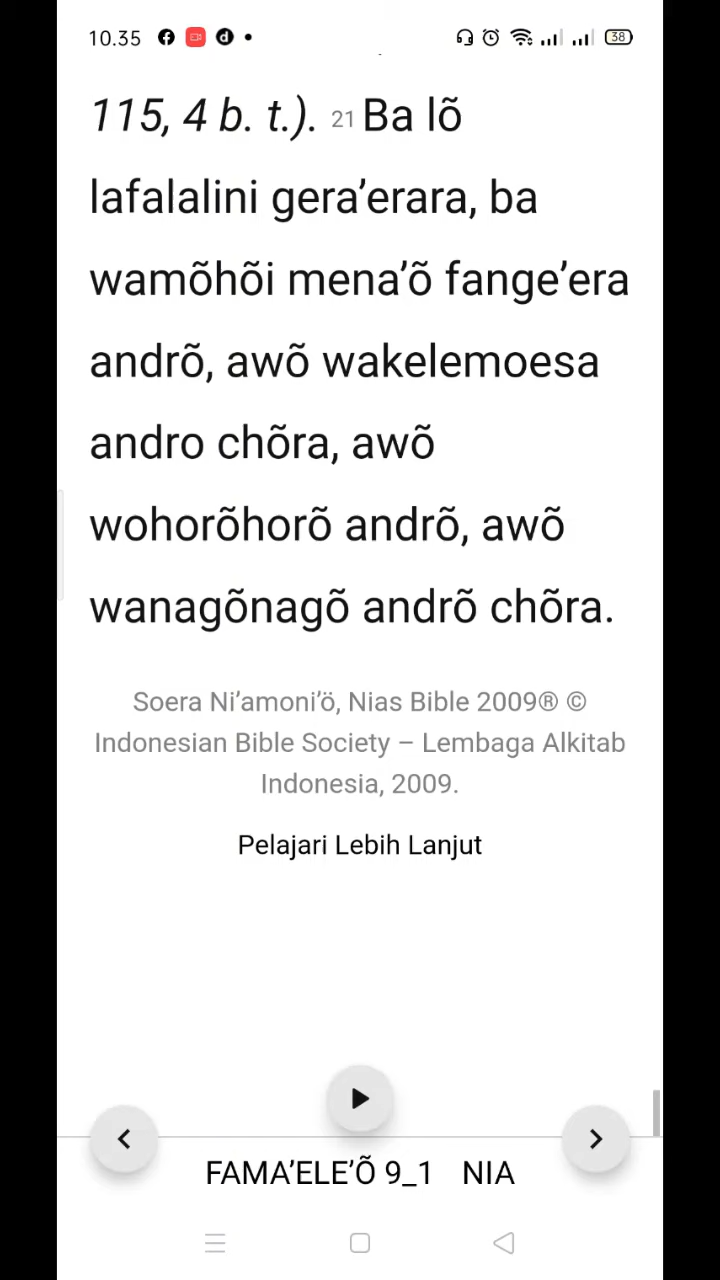 10.35
38
115, 4 b. t.). 21 Ba lõ
lafalalini gera’erara, ba
wamõhõi mena’õ fange’era
andrõ, awõ wakelemoesa
andro chõra, awõ
wohorõhorõ andrõ, awõ
wanagõnagõ andrõ chõra.
Soera Ni’amoni’ö, Nias Bible 2009® ©
Indonesian Bible Society – Lembaga Alkitab
Indonesia, 2009.
Pelajari Lebih Lanjut
FAMA’ELE’Õ 9_1 NIA